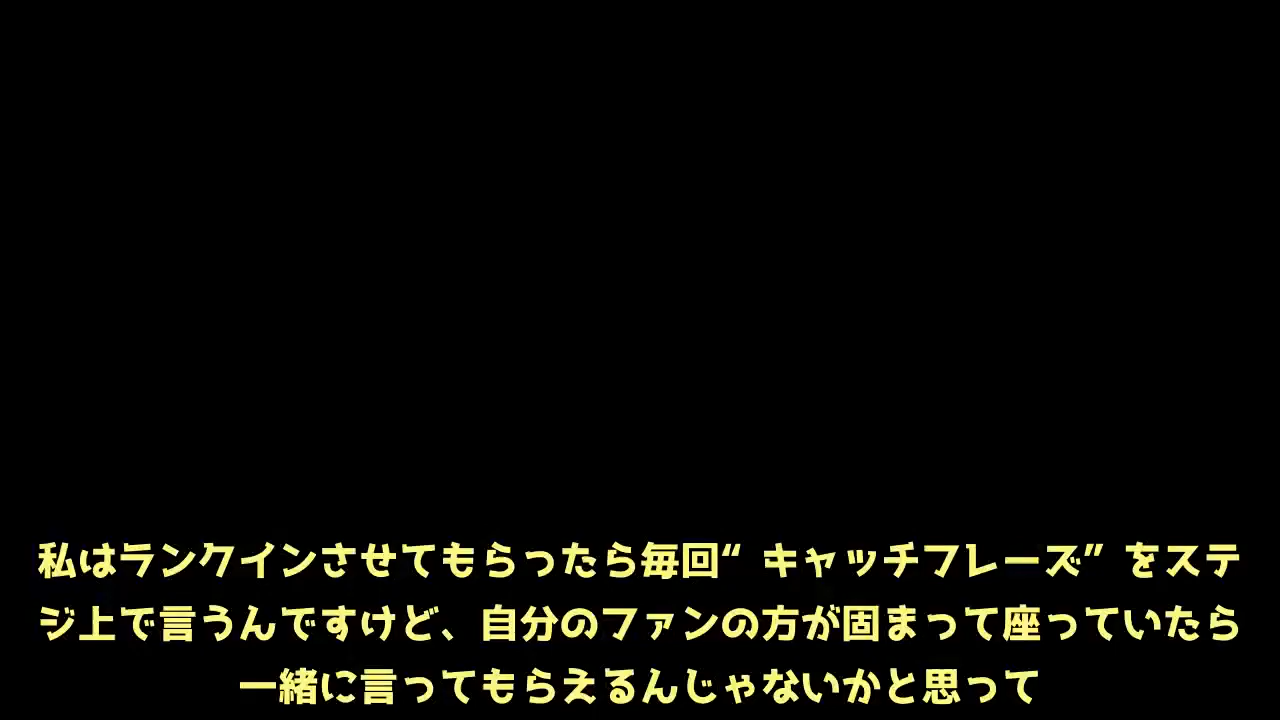 私はランクインさせてもらったら毎回“ キャッチフレーズ” をステ
ジ上で言うんですけど、自分のファンの方が固まって座っていたら
一緒に言ってもらえるんじゃないかと思って